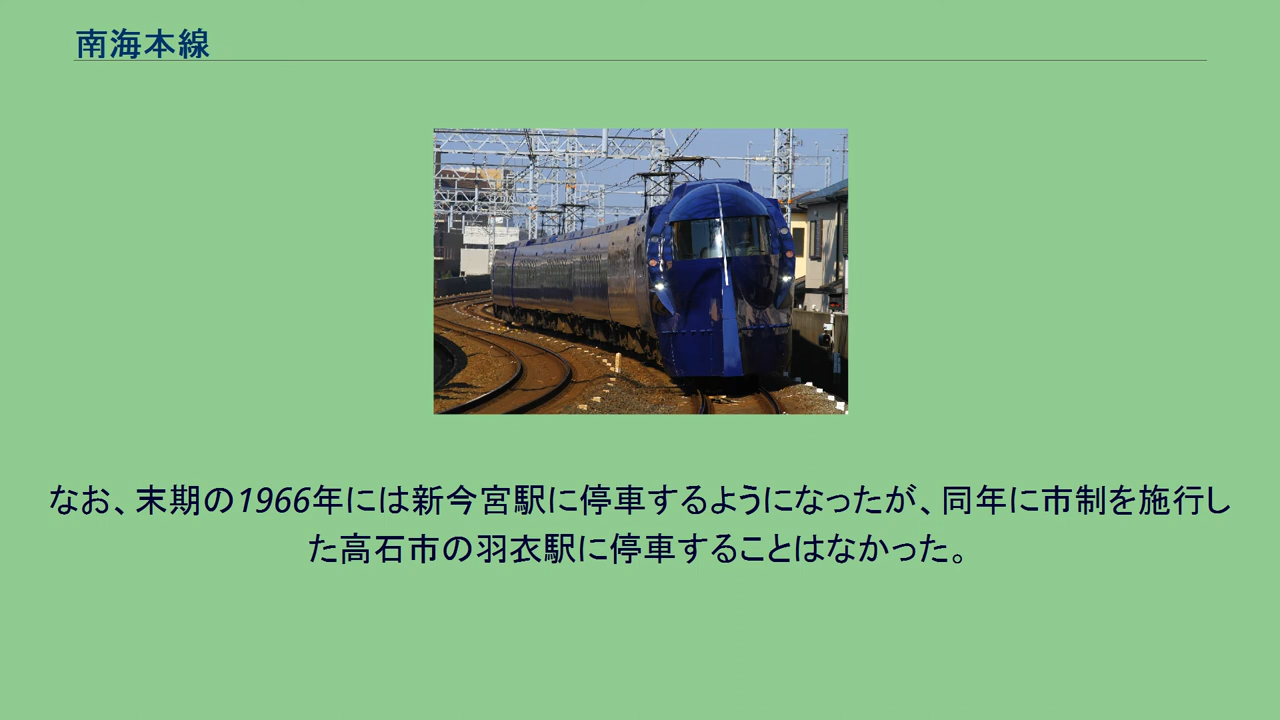 南海本線
なお、末期の1966年には新今宮駅に停車するようになったが、同年に市制を施行し
た高石市の羽衣駅に停車することはなかった。